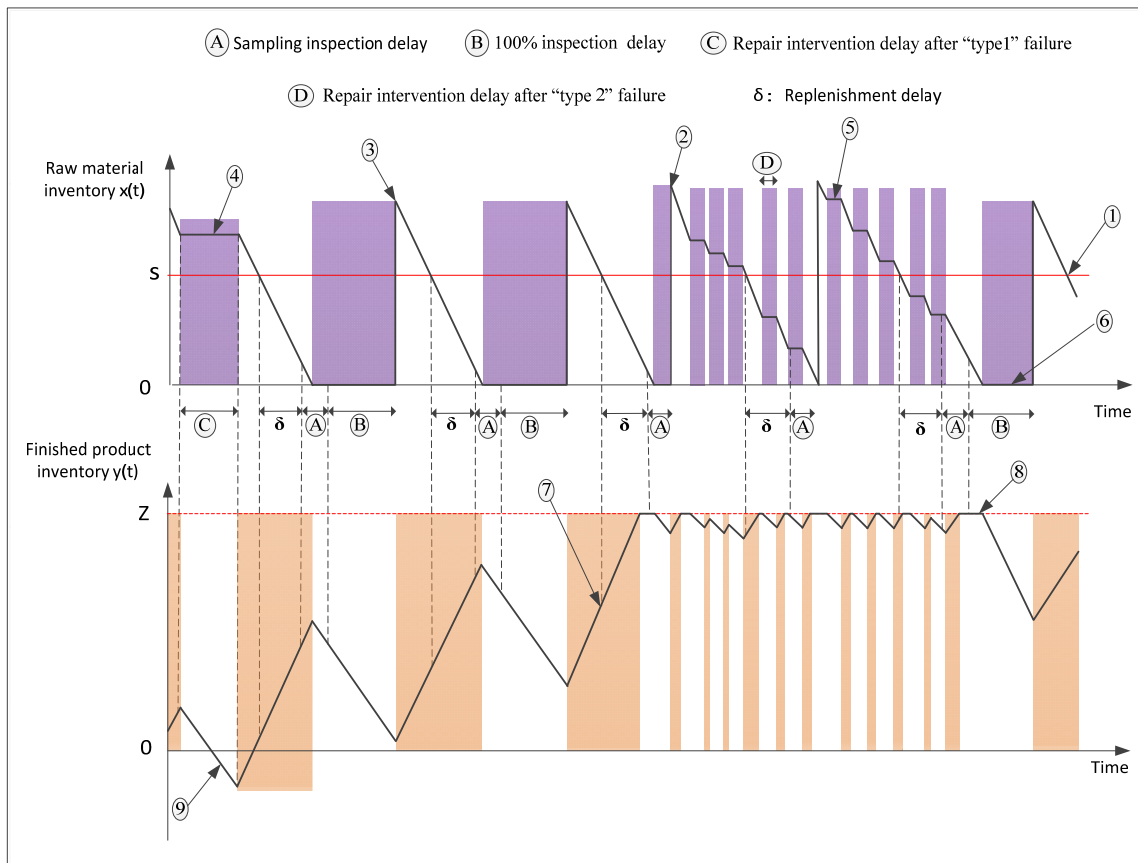 A Sampling inspection delay B 100% inspection delay C Repair intervention delay after “type1” failure
D Repair intervention delay after “type 2” failure δ : Replenishment delay
Raw material
inventory x(t)
4
3
2
D
5
1
s
6
0
Time
C δ A B δ A B δ A δ A δ A B
Finished product
inventory y(t)
7
8
Z
0
Time
9